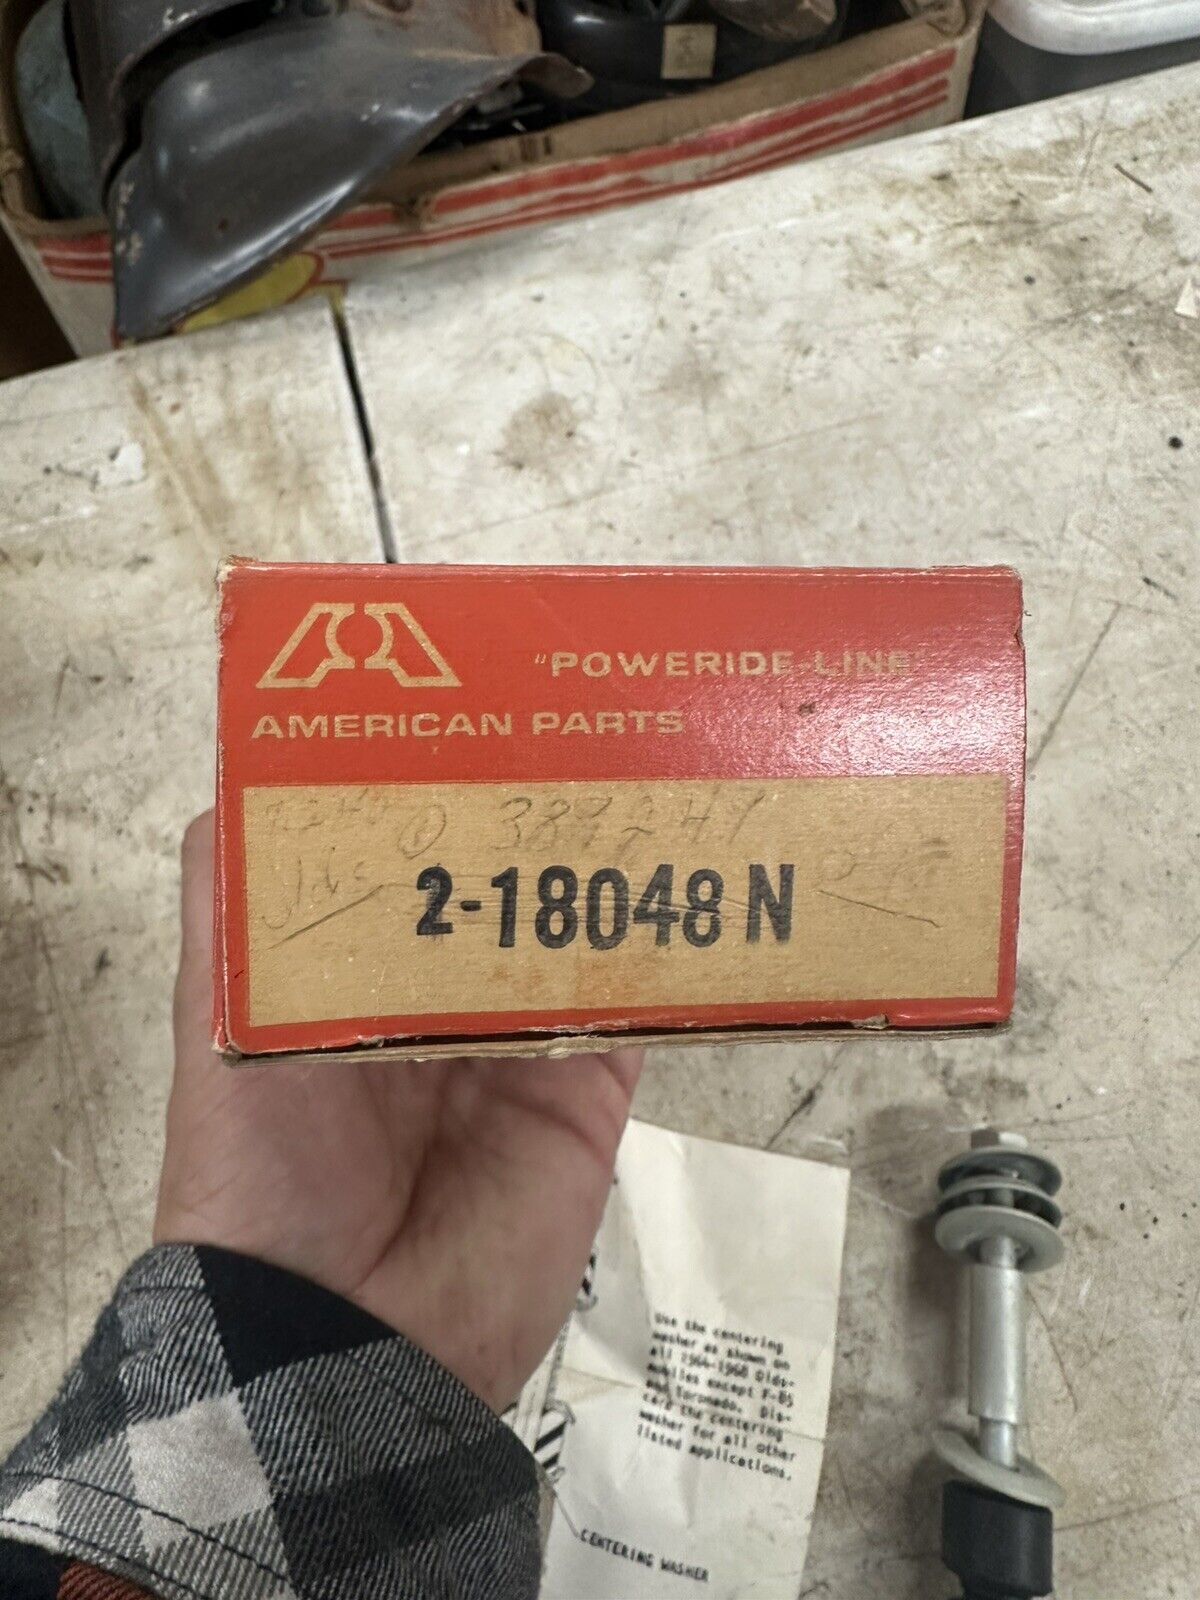 "POWERIDE-LINE"
AMERICAN PARTS
387247
2-18048 N
Use the centering
washer as shown on
all 1964-1968 Olds-
mobiles except F-85
and Toronado. Dis-
card the centering
washer for all other
listed applications.
CENTERING WASHER